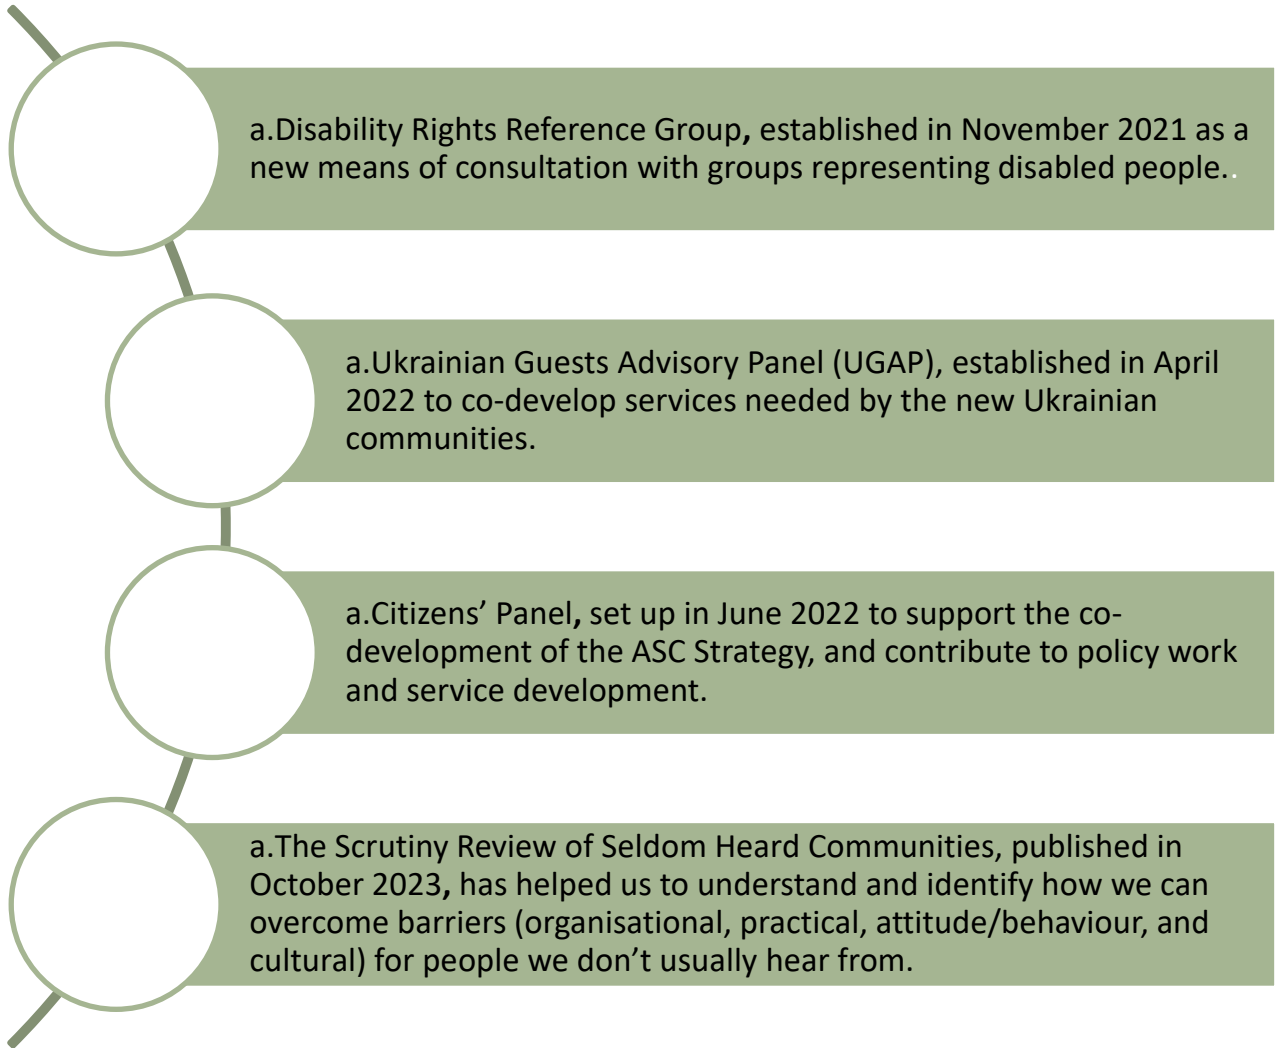 a.Disability Rights Reference Group, established in November 2021 as a
new means of consultation with groups representing disabled people..
a.Ukrainian Guests Advisory Panel (UGAP), established in April
2022 to co-develop services needed by the new Ukrainian
communities.
a.Citizens’ Panel, set up in June 2022 to support the co-
development of the ASC Strategy, and contribute to policy work
and service development.
a.The Scrutiny Review of Seldom Heard Communities, published in
October 2023, has helped us to understand and identify how we can
overcome barriers (organisational, practical, attitude/behaviour, and
cultural) for people we don’t usually hear from.